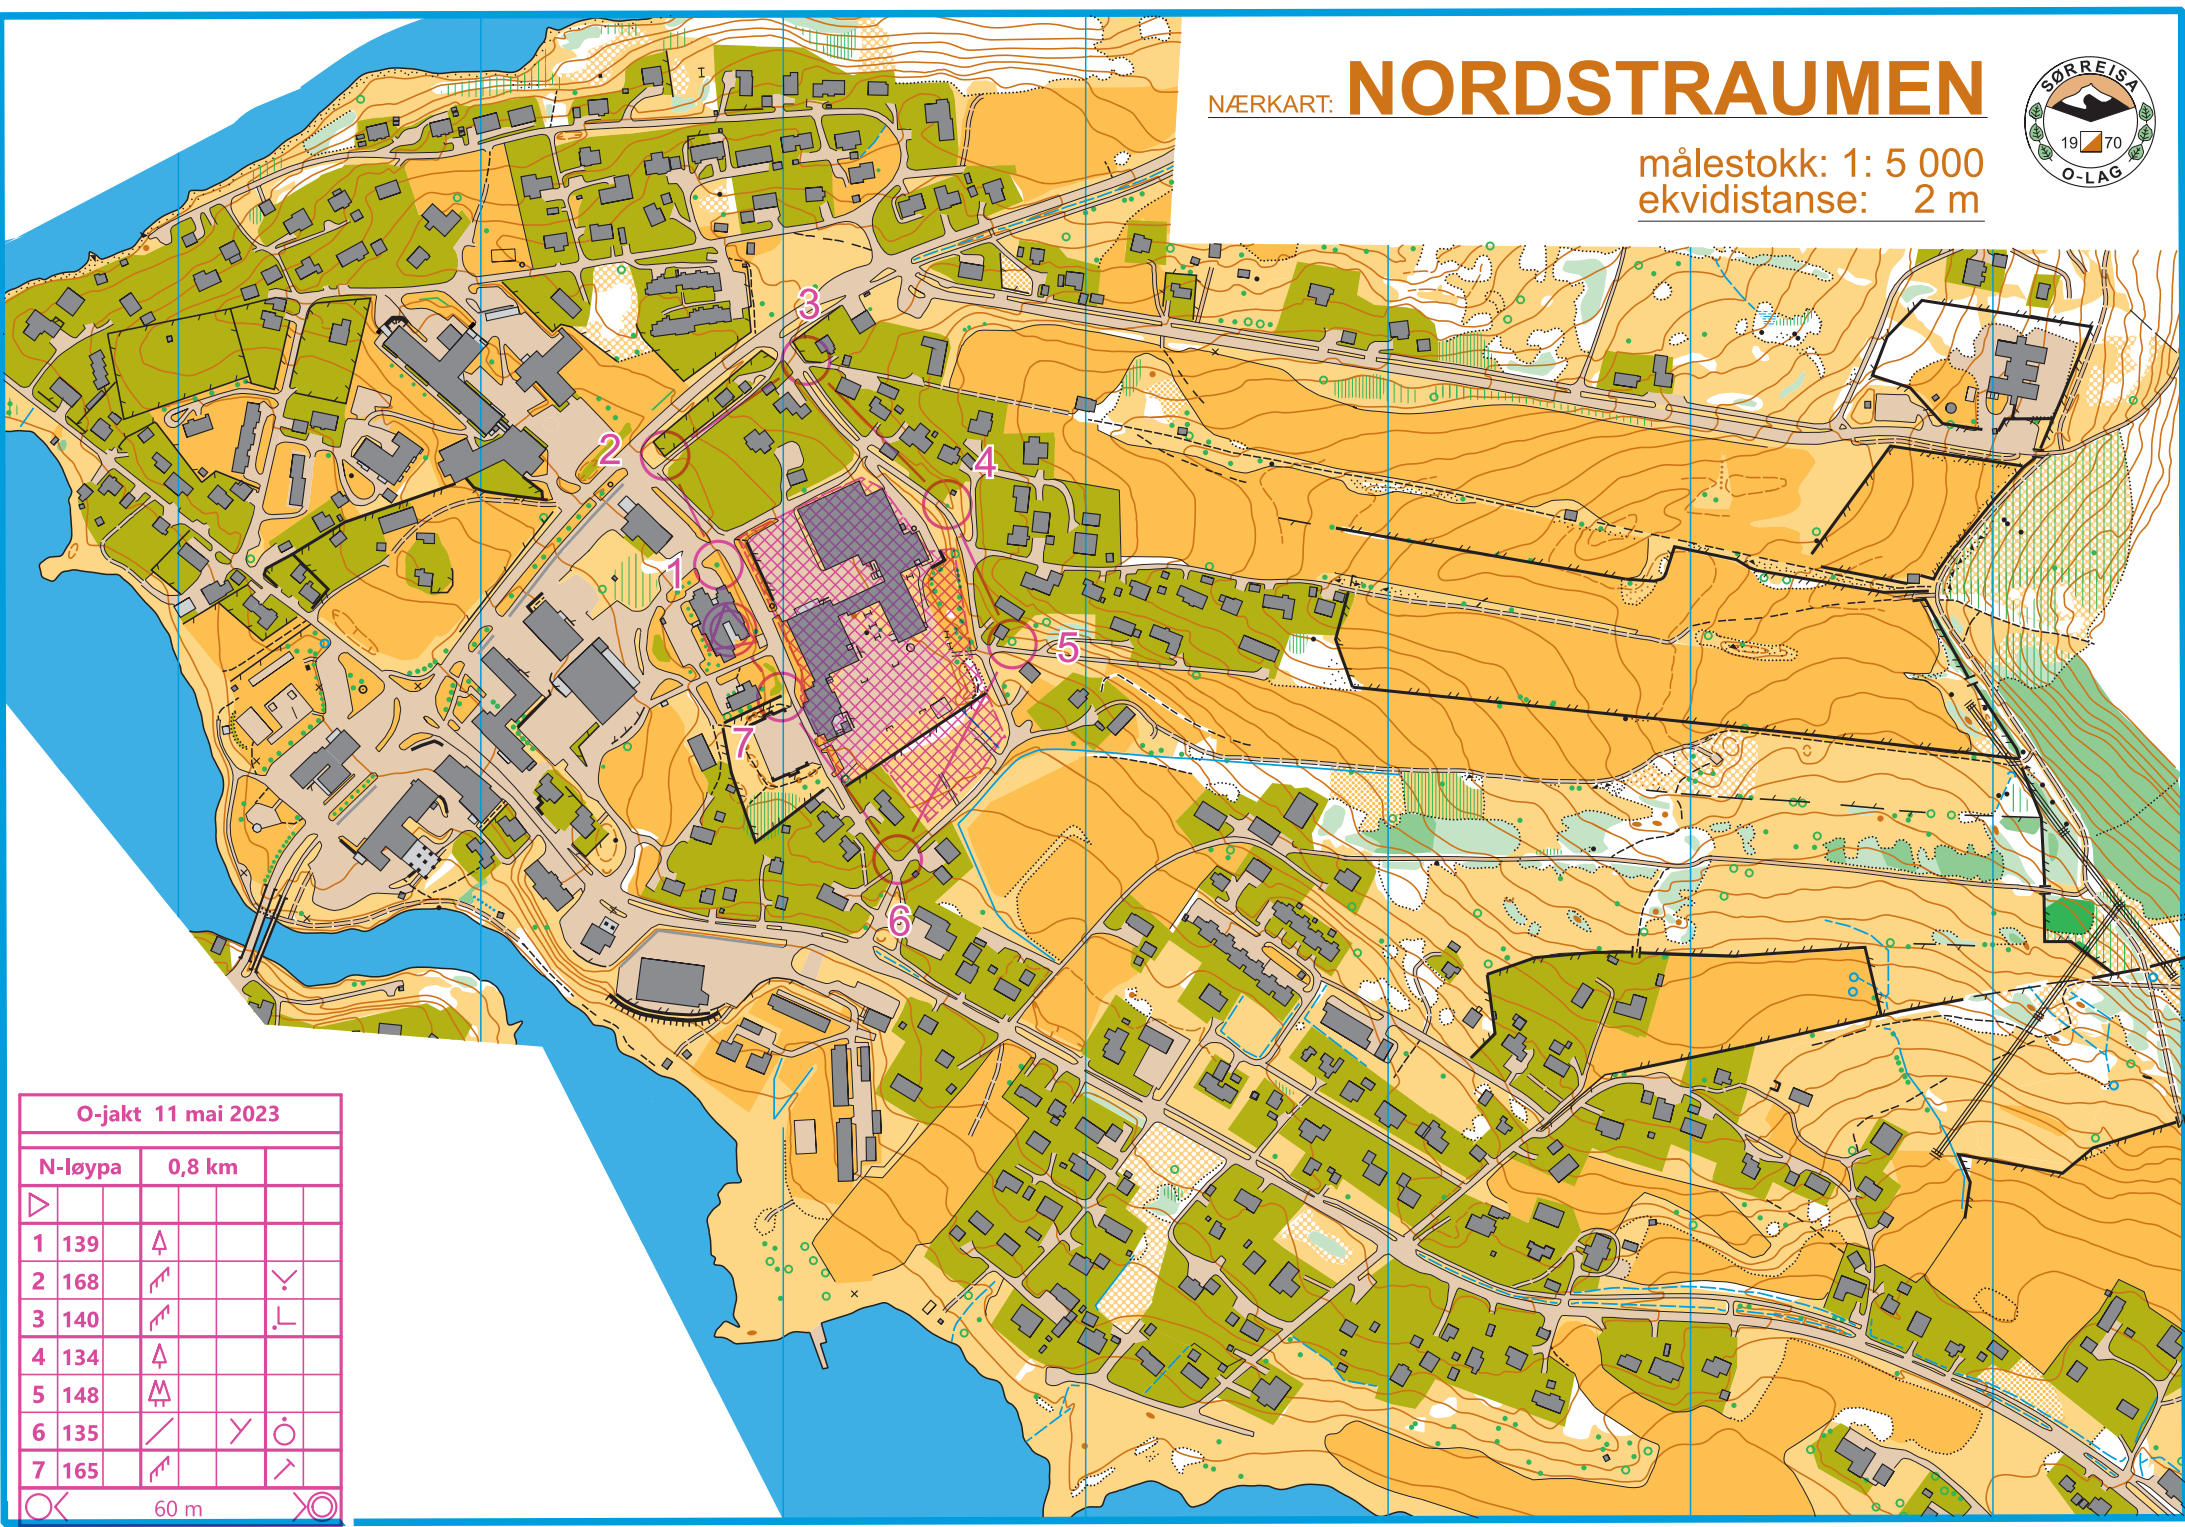 NÆRKART: NORDSTRAUMEN
målestokk: 1: 5 000
ekvidistanse: 2 m
SØRREISA
19 70
O-LAG
3
2
4
1
5
7
6
O-jakt 11 mai 2023
N-løypa 0,8 km
1 139
2 168
3 140
4 134
5 148
6 135
7 165
60 m